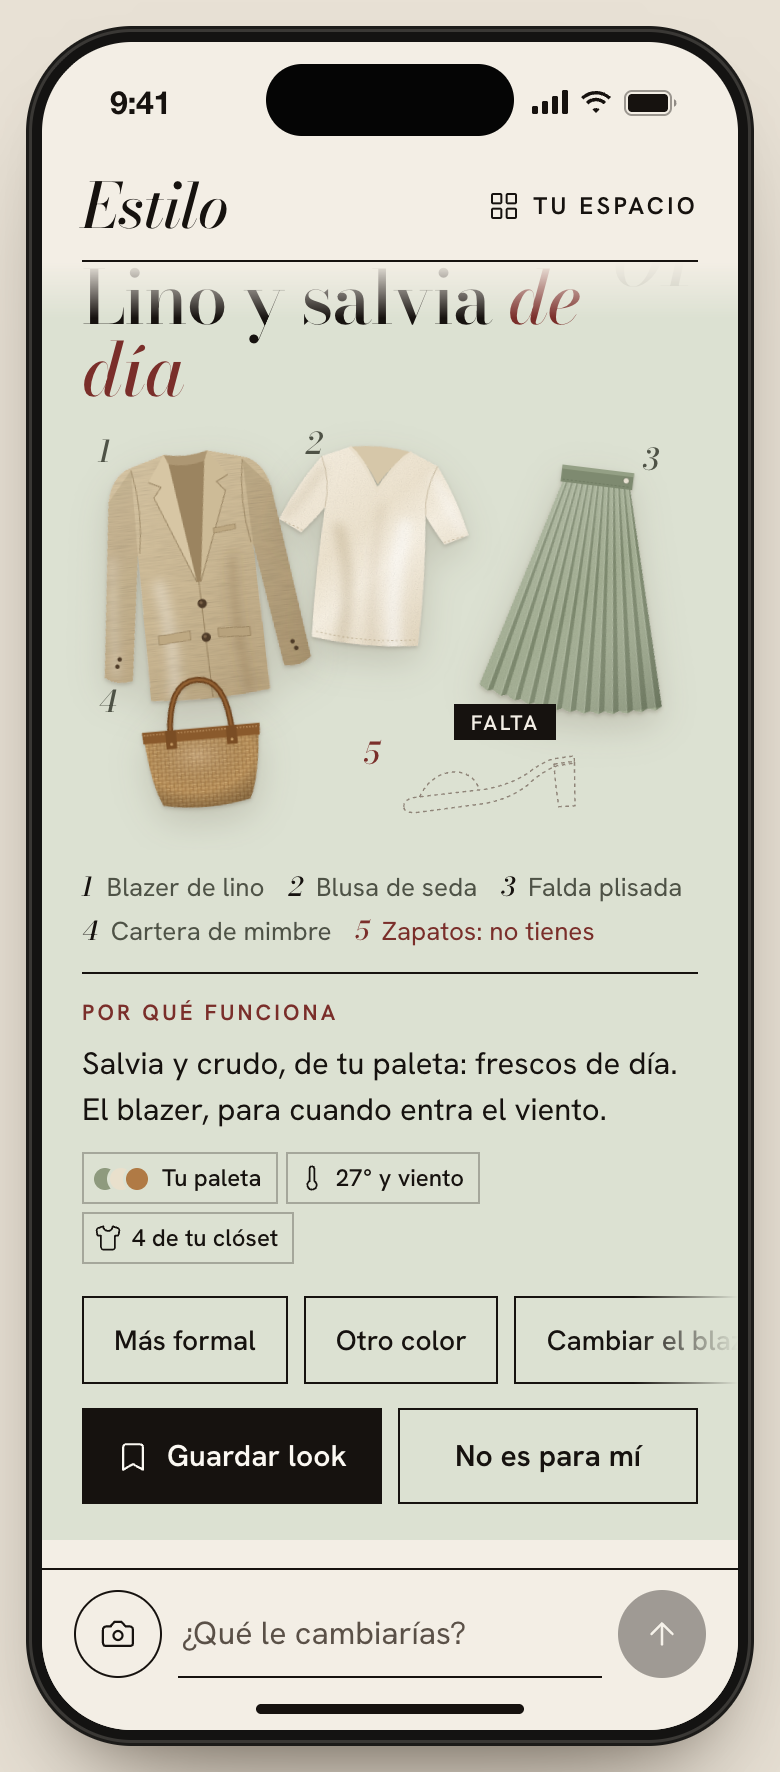 9:41
Estilo
TU ESPACIO
Lino y salvia de
día
1
2
3
4
5
FALTA
1 Blazer de lino 2 Blusa de seda 3 Falda plisada
4 Cartera de mimbre 5 Zapatos: no tienes
POR QUÉ FUNCIONA
Salvia y crudo, de tu paleta: frescos de día.
El blazer, para cuando entra el viento.
Tu paleta
27° y viento
4 de tu clóset
Más formal
Otro color
Cambiar el
Guardar look
No es para mí
¿Qué le cambiarías?